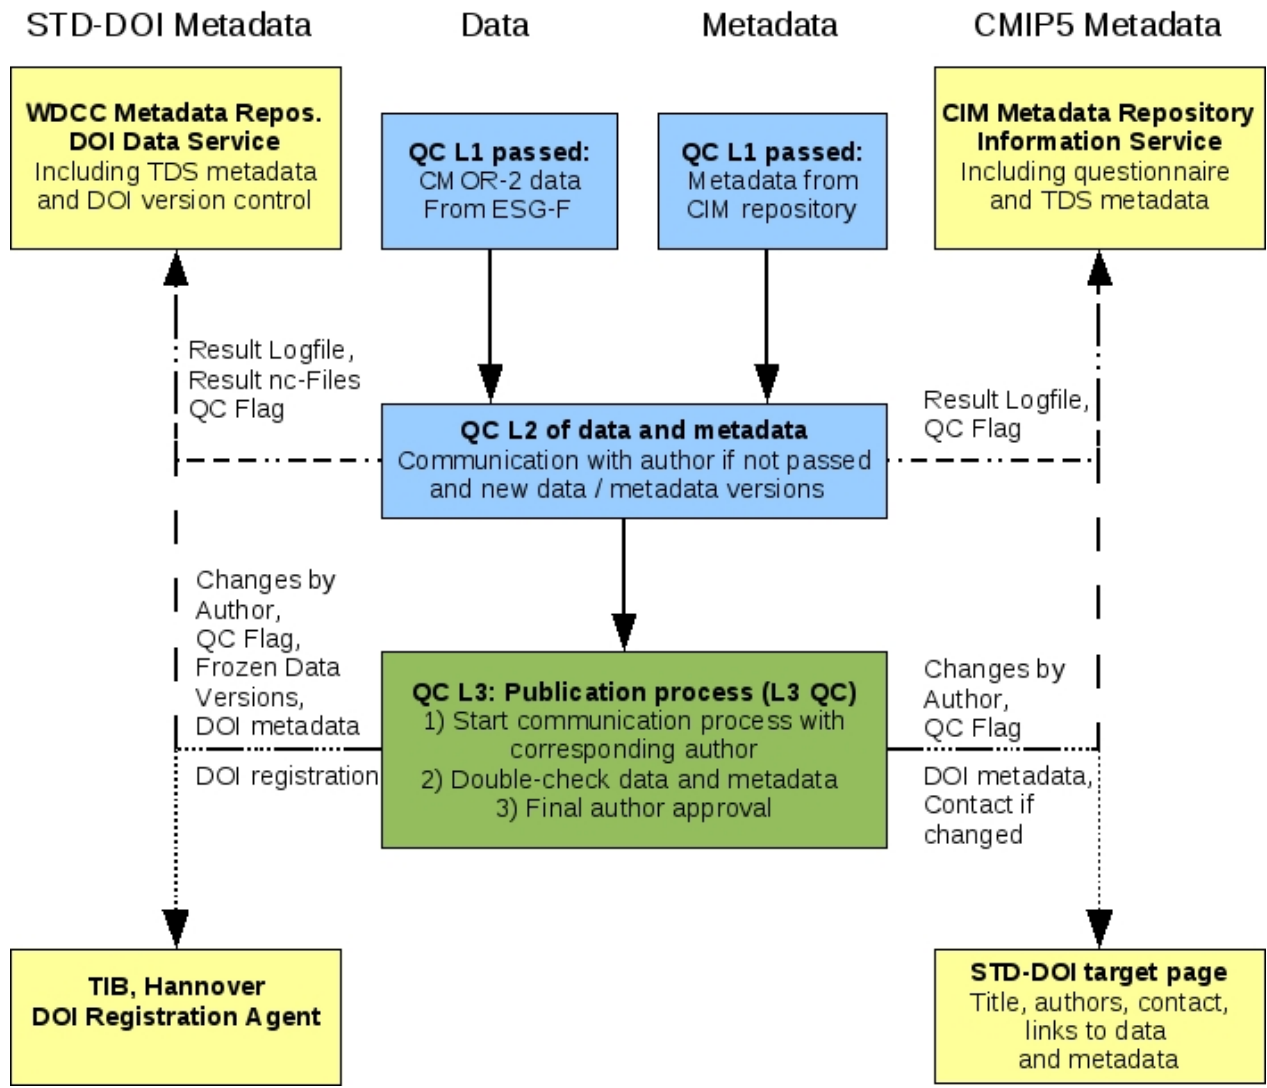 STD-DOI Metadata
Data
Metadata
CMIP5 Metadata
WDCC Metadata Repos.
DOI Data Service
Including TDS metadata
and DOI version control
QC L1 passed:
CMOR-2 data
From ESG-F
QC L1 passed:
Metadata from
CIM repository
CIM Metadata Repository
Information Service
Including questionnaire
and TDS metadata
Result Logfile,
Result nc-Files
QC Flag
QC L2 of data and metadata
Communication with author if not passed
and new data / metadata versions
Result Logfile,
QC Flag
Changes by
Author,
QC Flag,
Frozen Data
Versions,
DOI metadata
DOI registration
QC L3: Publication process (L3 QC)
1) Start communication process with
corresponding author
2) Double-check data and metadata
3) Final author approval
Changes by
Author,
QC Flag
DOI metadata,
Contact if
changed
TIB, Hannover
DOI Registration Agent
STD-DOI target page
Title, authors, contact,
links to data
and metadata